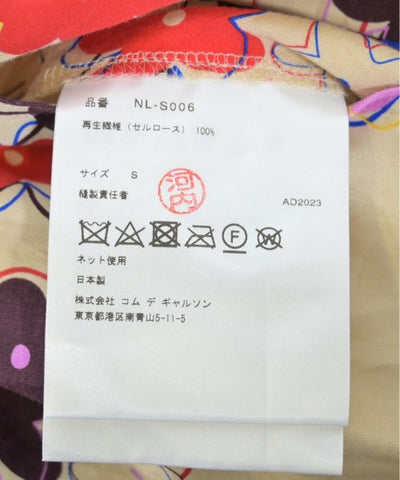 品番 NL-S006
再生繊維(セルロース) 100%
サイズ S
縫製責任者 河内 AD2023
F W
ネット使用
日本製
株式会社 コム デ ギャルソン
東京都港区南青山5-11-5